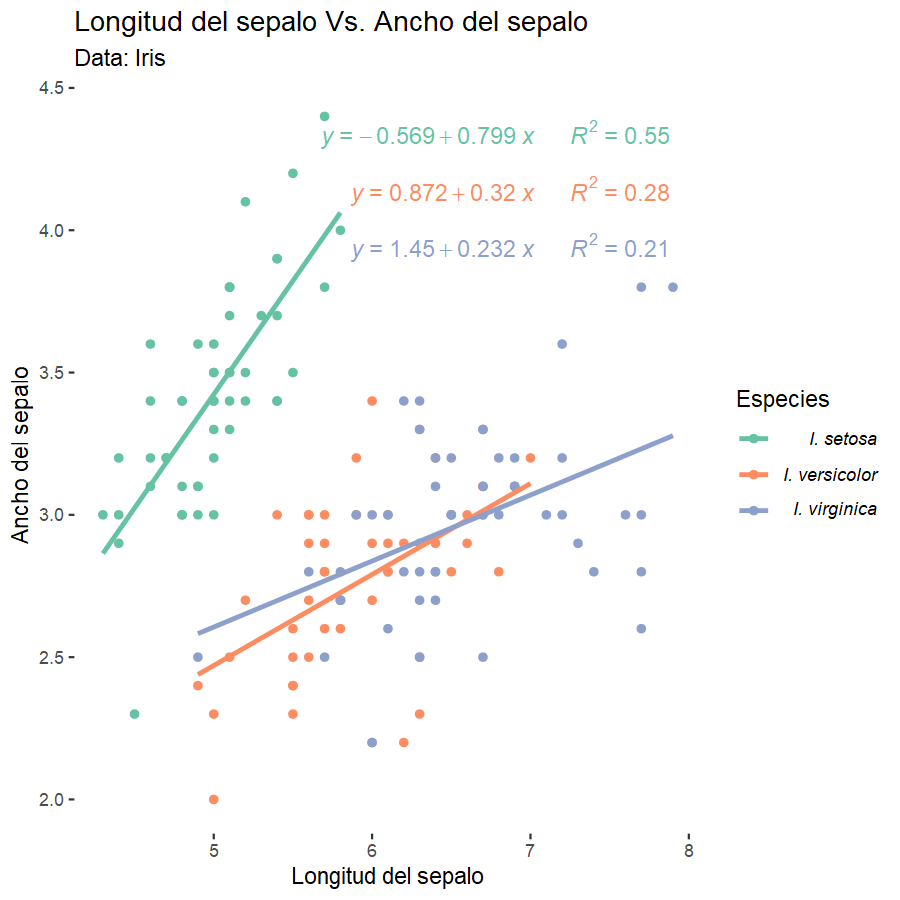 Longitud del sepalo Vs. Ancho del sepalo
Data: Iris
4.5
y = −0.569 + 0.799 x R² = 0.55
y = 0.872 + 0.32 x R² = 0.28
4.0
y = 1.45 + 0.232 x R² = 0.21
3.5
3.0
2.5
2.0
Ancho del sepalo
5 6 7 8
Longitud del sepalo
Especies
I. setosa
I. versicolor
I. virginica